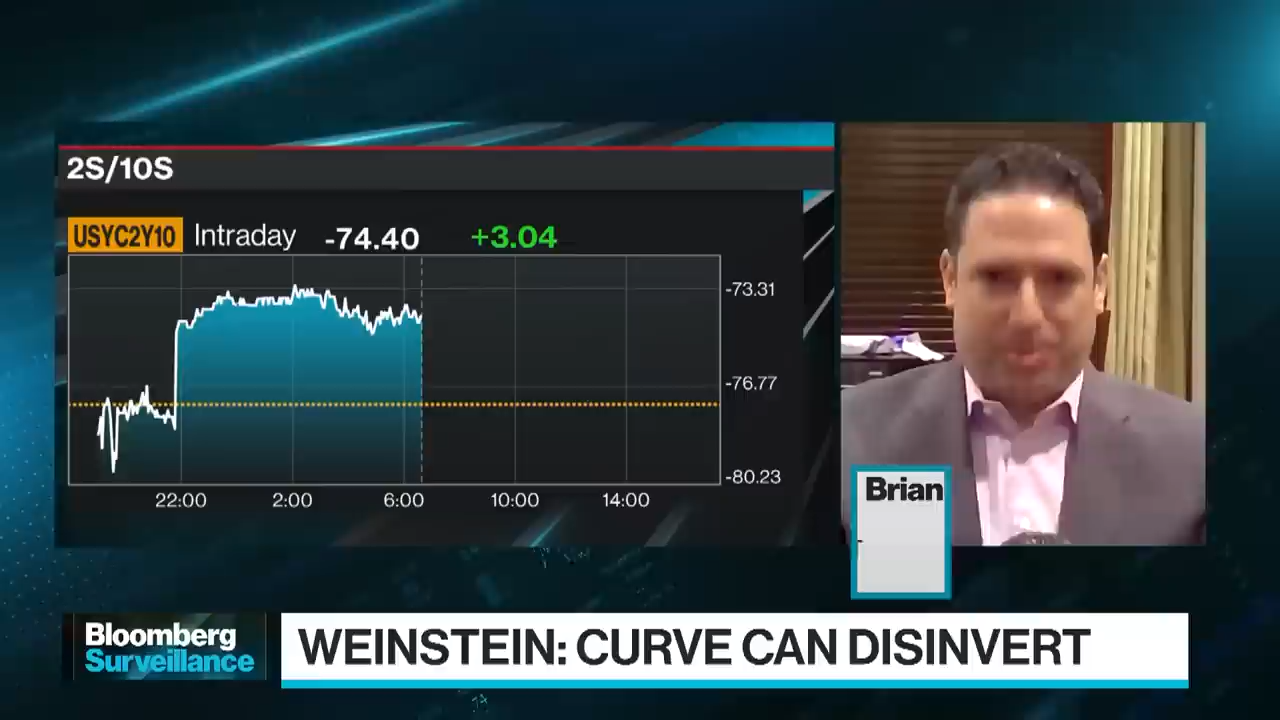 2S/10S
USYC2Y10 Intraday -74.40 +3.04
-73.31
-76.77
-80.23
22:00 2:00 6:00 10:00 14:00
Brian
Bloomberg
Surveillance
WEINSTEIN: CURVE CAN DISINVERT